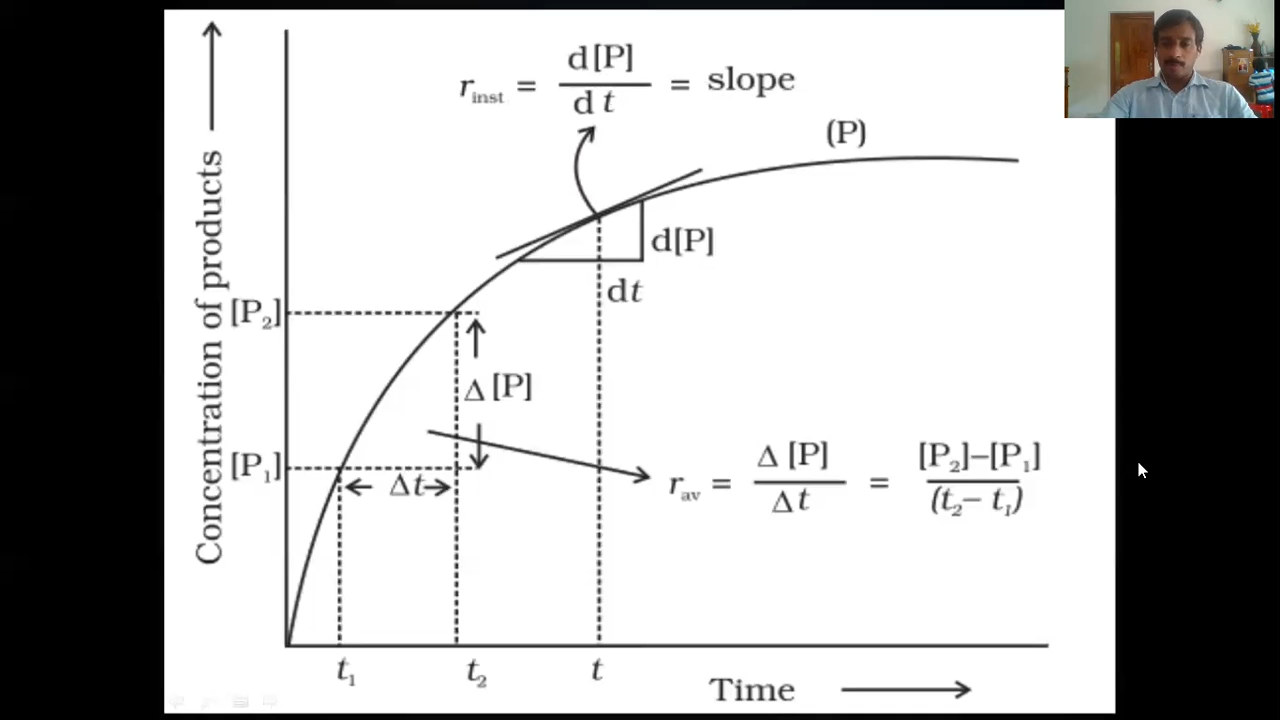 r_inst = d[P]/dt = slope
(P)
d[P]
dt
Concentration of products →
[P₂]
Δ [P]
[P₁]
Δt
r_av = Δ [P]/Δt = [P₂]–[P₁]/(t₂– t₁)
t₁ t₂ t
Time →